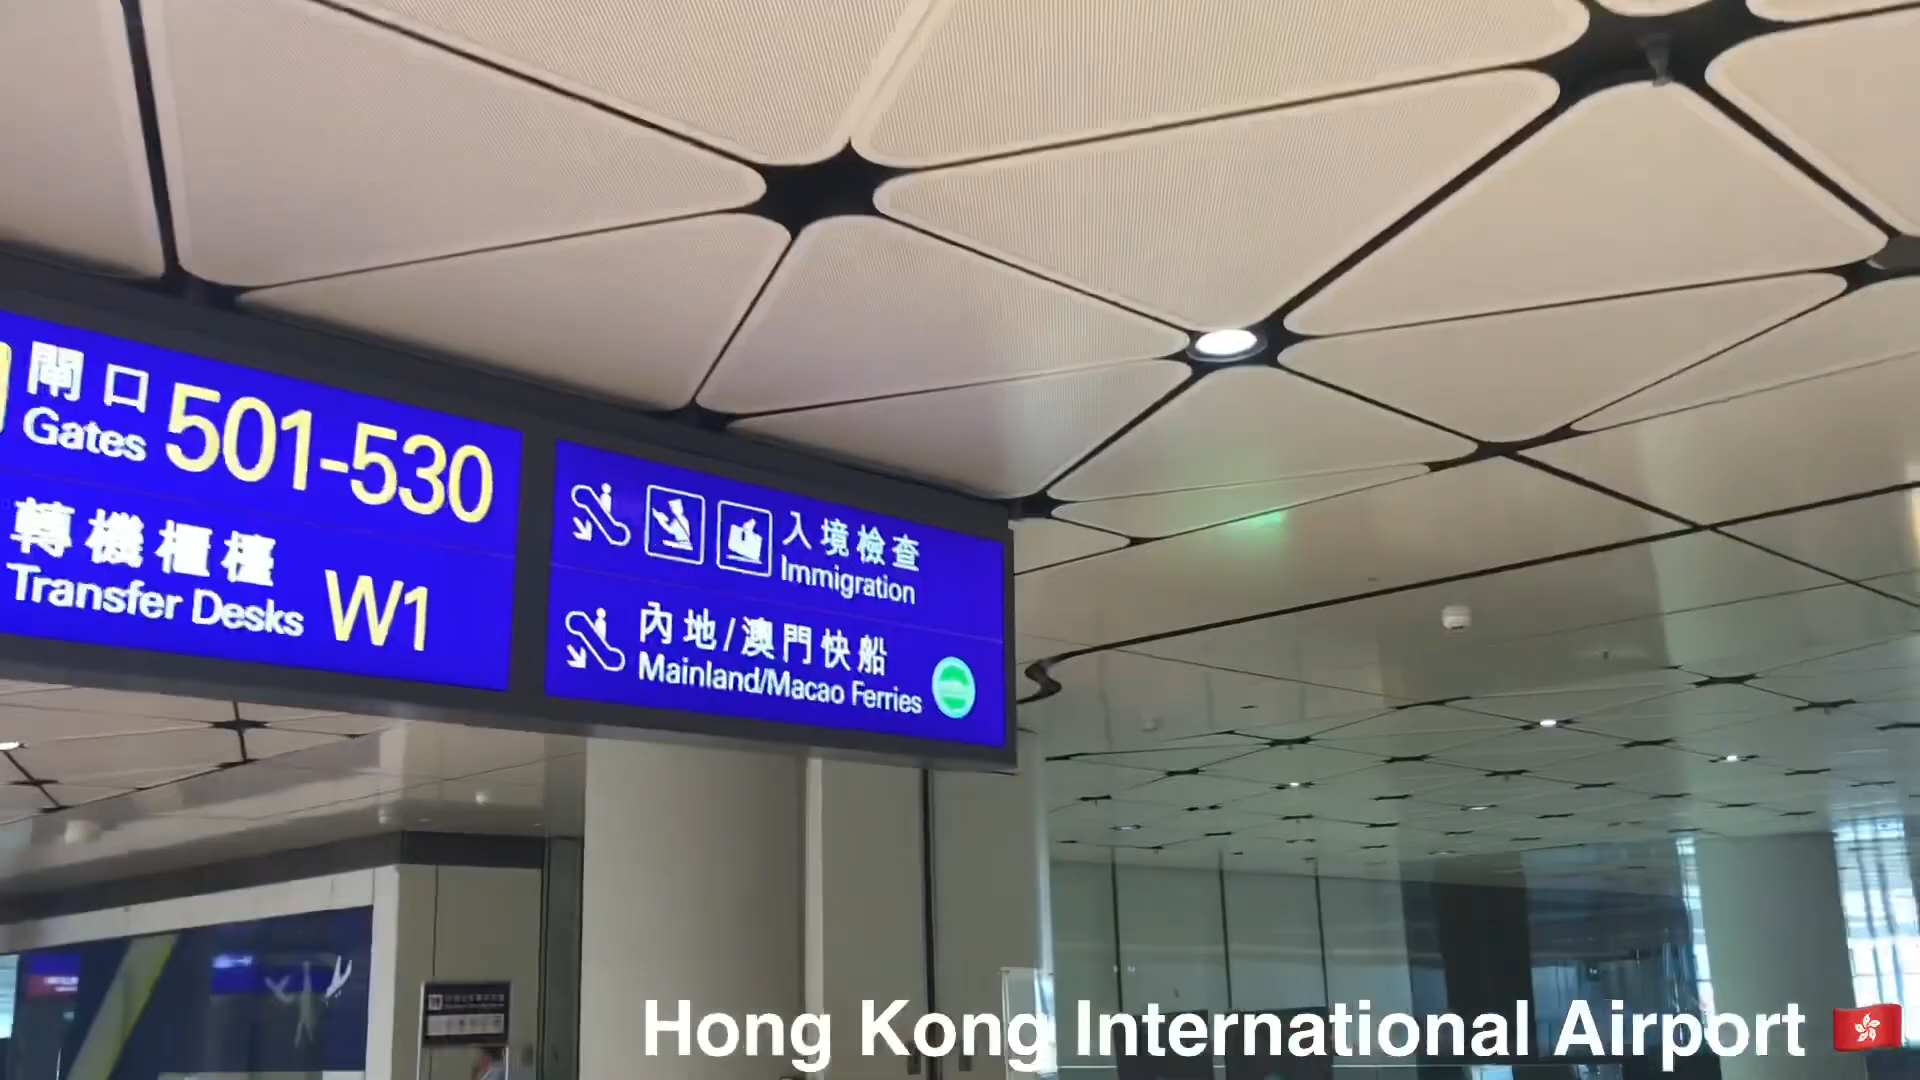 閘口
Gates 501-530
轉機櫃檯
Transfer Desks W1
入境檢查
Immigration
內地/澳門快船
Mainland/Macao Ferries
Hong Kong International Airport 🇭🇰